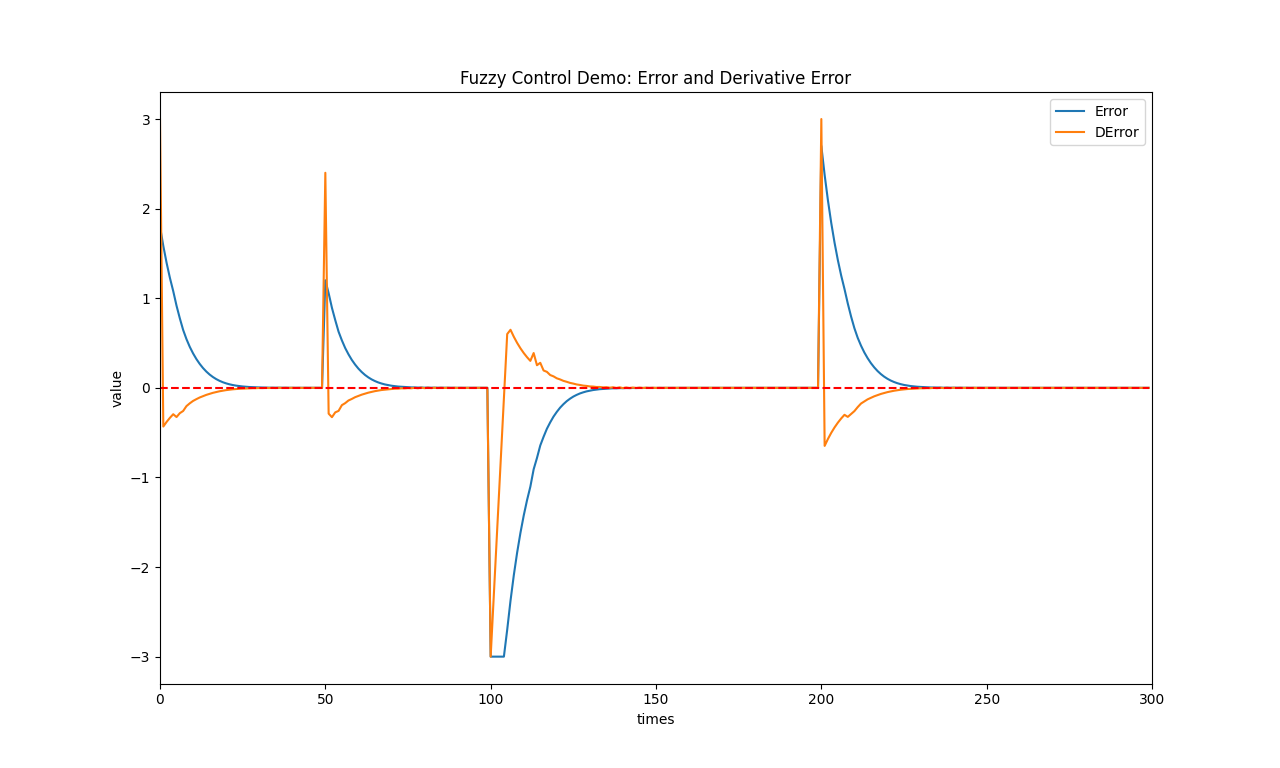 Fuzzy Control Demo: Error and Derivative Error
Error
DError
3
2
1
0
−1
−2
−3
value
0
50
100
150
200
250
300
times